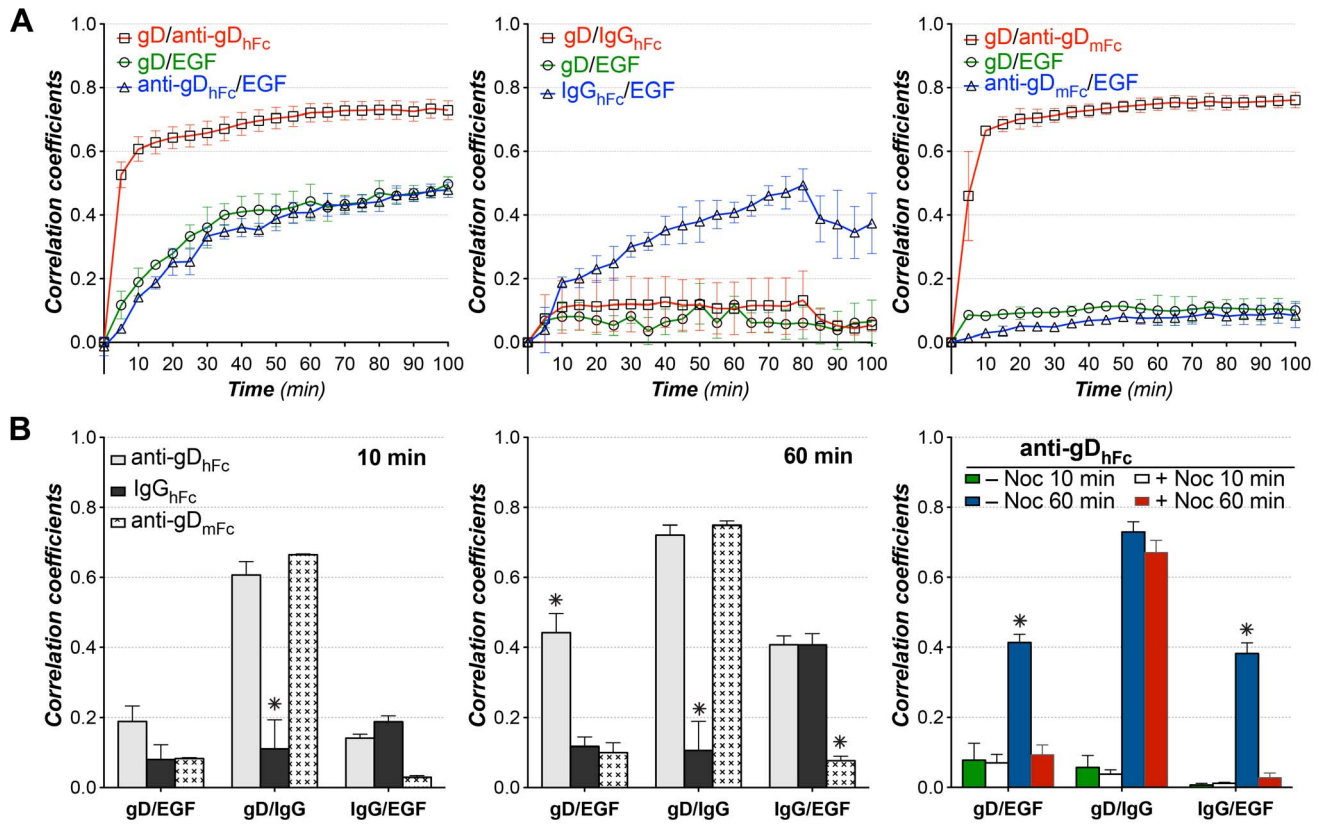 A
Correlation coefficients
1.0
0.8
0.6
0.4
0.2
0.0
gD/anti-gDhFc
gD/EGF
anti-gDhFc/EGF
10 20 30 40 50 60 70 80 90 100
Time (min)
Correlation coefficients
1.0
0.8
0.6
0.4
0.2
0.0
gD/IgGhFc
gD/EGF
IgGhFc/EGF
10 20 30 40 50 60 70 80 90 100
Time (min)
Correlation coefficients
1.0
0.8
0.6
0.4
0.2
0.0
gD/anti-gDmFc
gD/EGF
anti-gDmFc/EGF
10 20 30 40 50 60 70 80 90 100
Time (min)
B
Correlation coefficients
1.0
0.8
0.6
0.4
0.2
0.0
anti-gDhFc
IgGhFc
anti-gDmFc
10 min
*
gD/EGF gD/IgG IgG/EGF
Correlation coefficients
1.0
0.8
0.6
0.4
0.2
0.0
60 min
* * *
gD/EGF gD/IgG IgG/EGF
Correlation coefficients
1.0
0.8
0.6
0.4
0.2
0.0
anti-gDhFc
– Noc 10 min + Noc 10 min
– Noc 60 min + Noc 60 min
* *
gD/EGF gD/IgG IgG/EGF